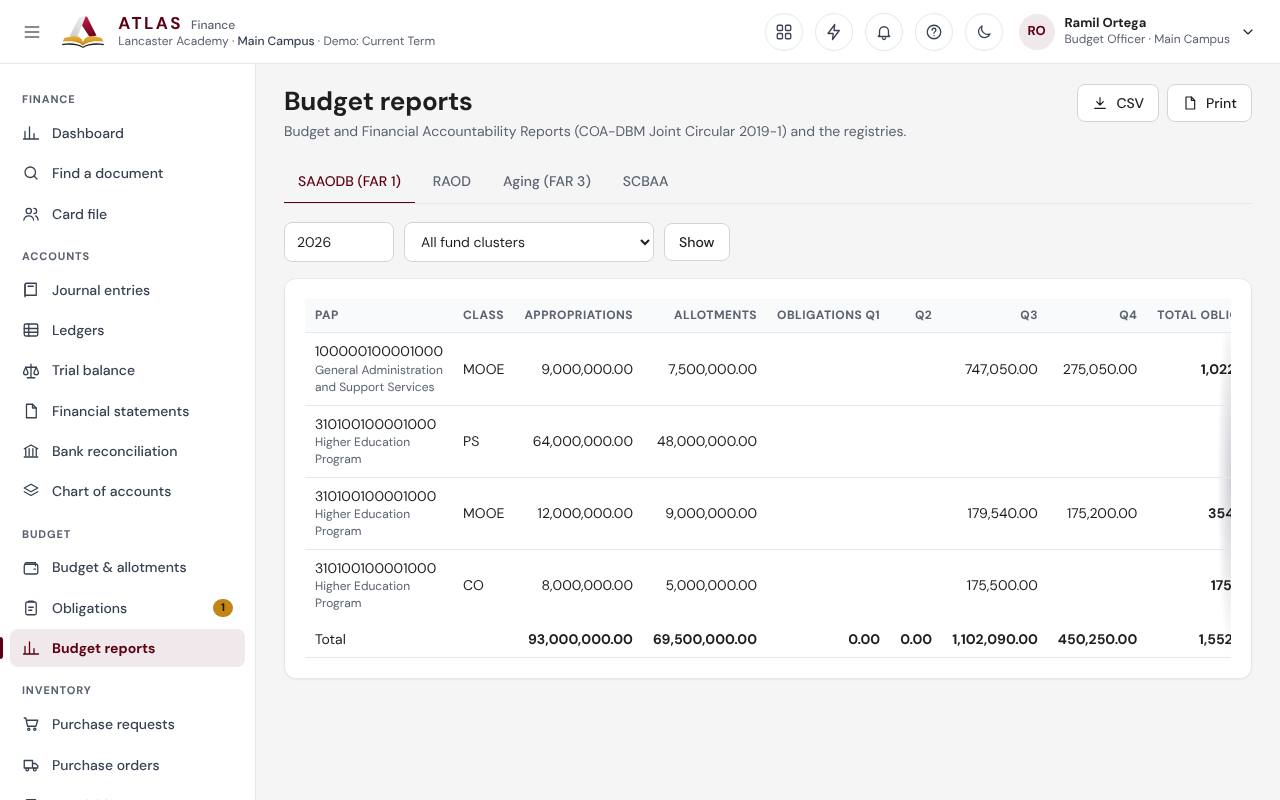 ATLAS Finance
Lancaster Academy · Main Campus · Demo: Current Term
RO
Ramil Ortega
Budget Officer · Main Campus
FINANCE
Dashboard
Find a document
Card file
ACCOUNTS
Journal entries
Ledgers
Trial balance
Financial statements
Bank reconciliation
Chart of accounts
BUDGET
Budget & allotments
Obligations 1
Budget reports
INVENTORY
Purchase requests
Purchase orders
Budget reports
CSV
Print
Budget and Financial Accountability Reports (COA-DBM Joint Circular 2019-1) and the registries.
SAAODB (FAR 1) RAOD Aging (FAR 3) SCBAA
2026 All fund clusters Show
PAP CLASS APPROPRIATIONS ALLOTMENTS OBLIGATIONS Q1 Q2 Q3 Q4 TOTAL
100000100001000
General Administration
and Support Services
MOOE 9,000,000.00 7,500,000.00 747,050.00 275,050.00 1,022
310100100001000
Higher Education
Program
PS 64,000,000.00 48,000,000.00
310100100001000
Higher Education
Program
MOOE 12,000,000.00 9,000,000.00 179,540.00 175,200.00 354
310100100001000
Higher Education
Program
CO 8,000,000.00 5,000,000.00 175,500.00 175
Total 93,000,000.00 69,500,000.00 0.00 0.00 1,102,090.00 450,250.00 1,552